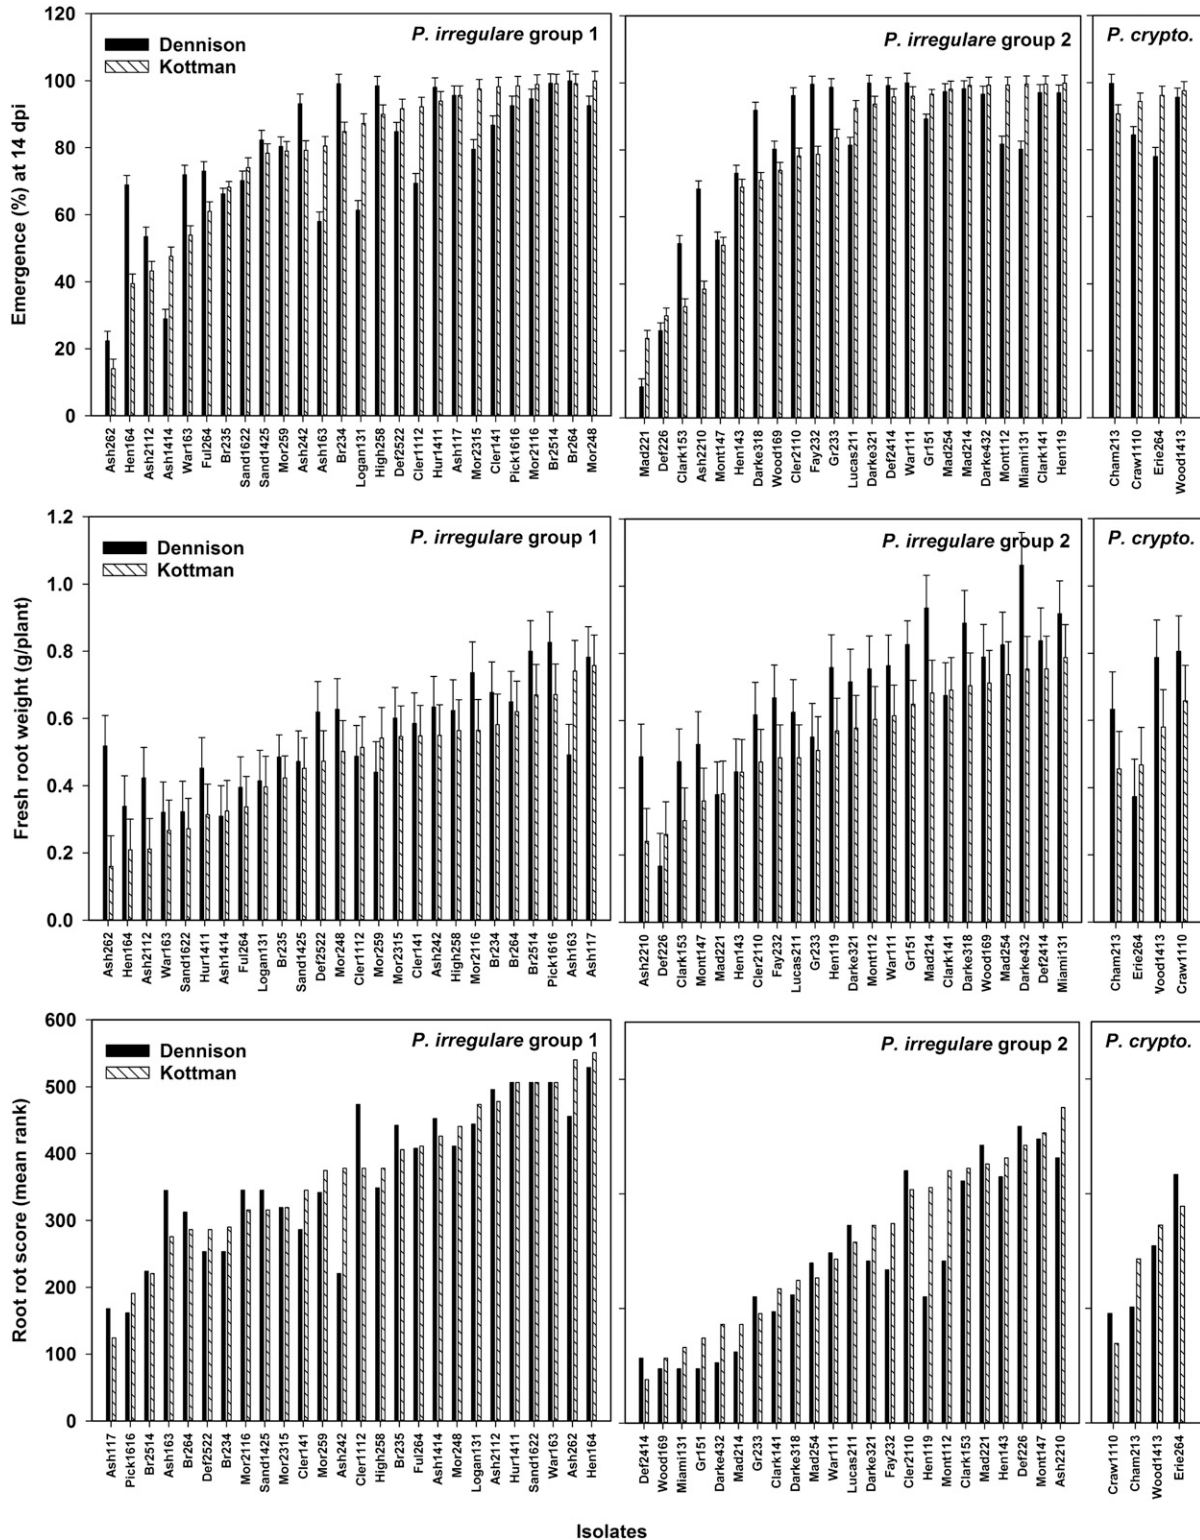 120
100
80
60
40
20
0
Emergence (%) at 14 dpi
Dennison
Kottman
P. irregulare group 1
P. irregulare group 2
P. crypto.
Ash262 Hen164 Ash2112 Ash1414 War163 Ful264 Br235 Sand1622 Sand1425 Mor259 Ash242 Ash163 Br234 Logan131 High258 Def2522 Cler1112 Hur1411 Ash117 Mor2315 Cler141 Pick1616 Mor2116 Br514 Br264 Mor248
Mad221 Def226 Clark153 Ash2210 Mont147 Hen143 Darke318 Wood169 Cler2110 Fay232 Gr233 Lucas211 Darke321 Def2414 War111 Gr151 Mad254 Mad214 Darke432 Mont112 Miami131 Clark141 Hen119
Cham213 Craw1110 Erie264 Wood1413
1.2
1.0
0.8
0.6
0.4
0.2
0.0
Fresh root weight (g/plant)
Dennison
Kottman
P. irregulare group 1
P. irregulare group 2
P. crypto.
Ash262 Hen164 Ash2112 War163 Sand1622 Hur1411 Ash1414 Ful264 Logan131 Br235 Sand1425 Def2522 Mor248 Cler1112 Mor259 Mor2315 Cler141 Ash242 High258 Mor2116 Br234 Br264 Br2514 Pick1616 Ash163 Ash117
Ash2210 Def226 Clark153 Mont147 Mad221 Hen143 Cler2110 Fay232 Lucas211 Gr233 Hen119 Darke321 Mont112 War111 Gr151 Mad214 Clark141 Darke318 Wood169 Mad254 Darke432 Def2414 Miami131
Cham213 Erie264 Wood1413 Craw1110
600
500
400
300
200
100
0
Root rot score (mean rank)
Dennison
Kottman
P. irregulare group 1
P. irregulare group 2
P. crypto.
Ash117 Pick1616 Br2514 Ash163 Br264 Def2522 Br234 Mor2116 Sand1425 Mor2315 Cler141 Mor259 Ash242 Cler1112 High258 Br235 Ful264 Ash1414 Mor248 Logan131 Ash2112 Hur1411 Sand1622 War163 Ash262 Hen164
Def2414 Wood169 Miami131 Gr151 Darke432 Mad214 Gr233 Clark141 Darke318 Mad254 War111 Lucas211 Darke321 Fay232 Cler2110 Hen119 Mont112 Clark153 Mad221 Hen143 Def226 Mont147 Ash2210
Craw1110 Cham213 Wood1413 Erie264
Isolates